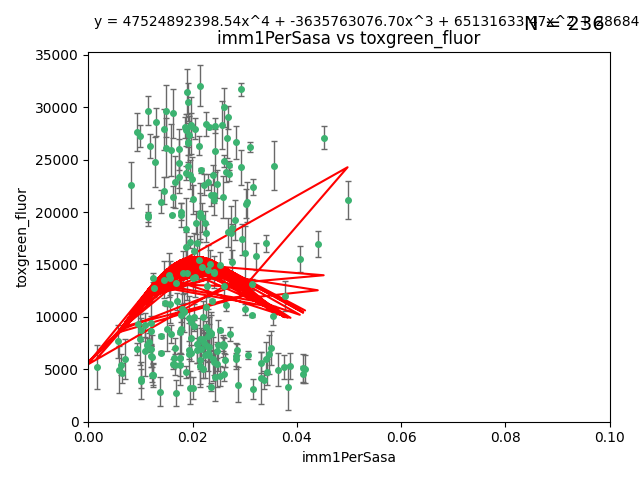 y = 47524892398.54x^4 + -3635763076.70x^3 +
N = 236
imm1PerSasa vs toxgreen_fluor
35000
30000
25000
20000
15000
10000
5000
0
toxgreen_fluor
0.00 0.02 0.04 0.06 0.08 0.10
imm1PerSasa